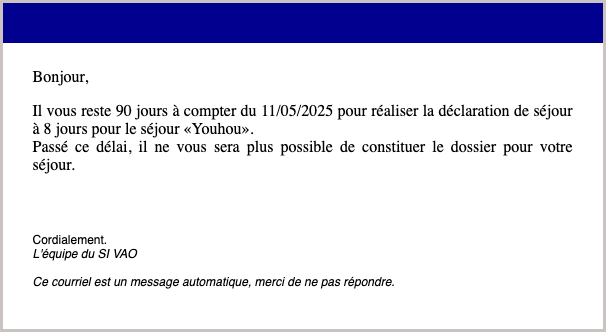 Bonjour,
Il vous reste 90 jours à compter du 11/05/2025 pour réaliser la déclaration de séjour
à 8 jours pour le séjour «Youhou».
Passé ce délai, il ne vous sera plus possible de constituer le dossier pour votre
séjour.
Cordialement.
L'équipe du SI VAO
Ce courriel est un message automatique, merci de ne pas répondre.